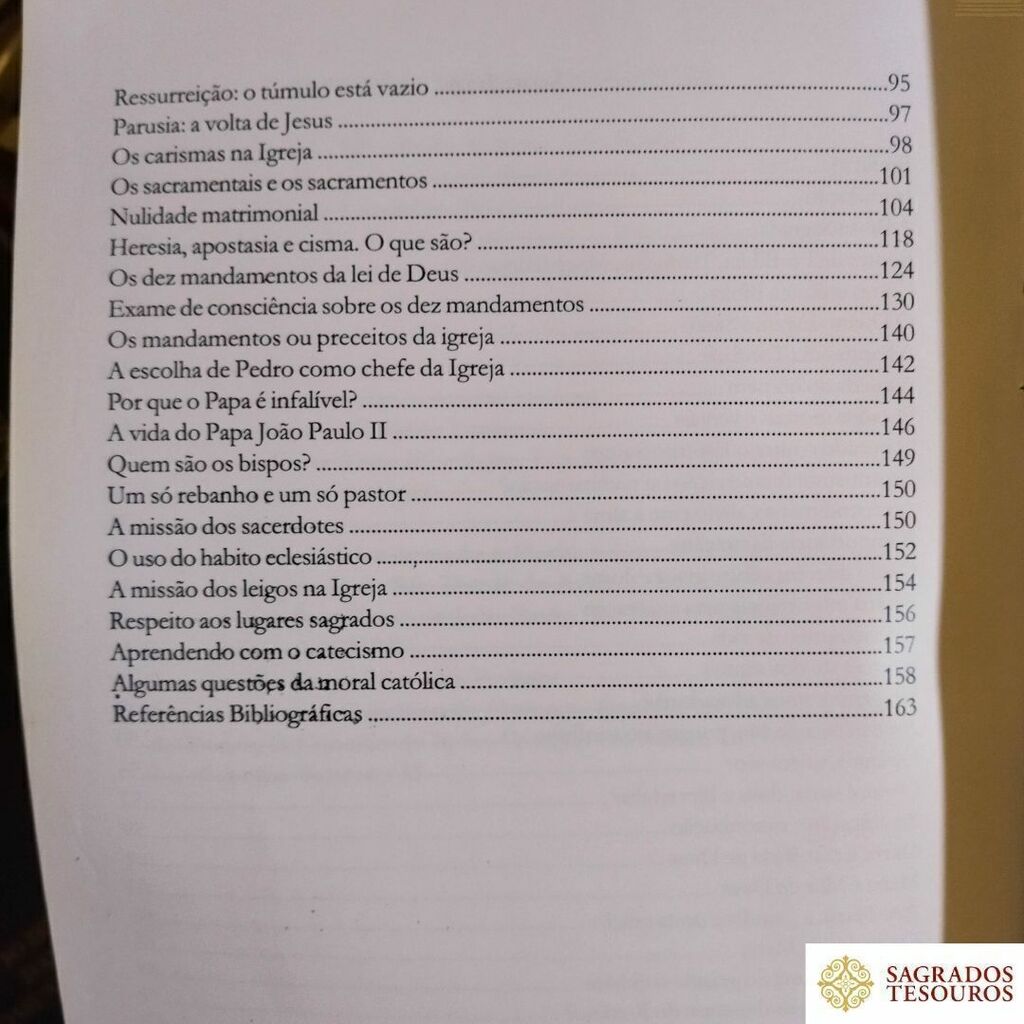 Ressurreição: o túmulo está vazio ........................................................................95
Parusia: a volta de Jesus ........................................................................97
Os carismas na Igreja ........................................................................98
Os sacramentais e os sacramentos ........................................................................101
Nulidade matrimonial ........................................................................104
Heresia, apostasia e cisma. O que são? ........................................................................118
Os dez mandamentos da lei de Deus ........................................................................124
Exame de consciência sobre os dez mandamentos ........................................................................130
Os mandamentos ou preceitos da igreja ........................................................................140
A escolha de Pedro como chefe da Igreja ........................................................................142
Por que o Papa é infalível? ........................................................................144
A vida do Papa João Paulo II ........................................................................146
Quem são os bispos? ........................................................................149
Um só rebanho e um só pastor ........................................................................150
A missão dos sacerdotes ........................................................................150
O uso do habito eclesiástico ........................................................................152
A missão dos leigos na Igreja ........................................................................154
Respeito aos lugares sagrados ........................................................................156
Aprendendo com o catecismo ........................................................................157
Algumas questões da moral católica ........................................................................158
Referências Bibliográficas ........................................................................163
SAGRADOS
TESOUROS